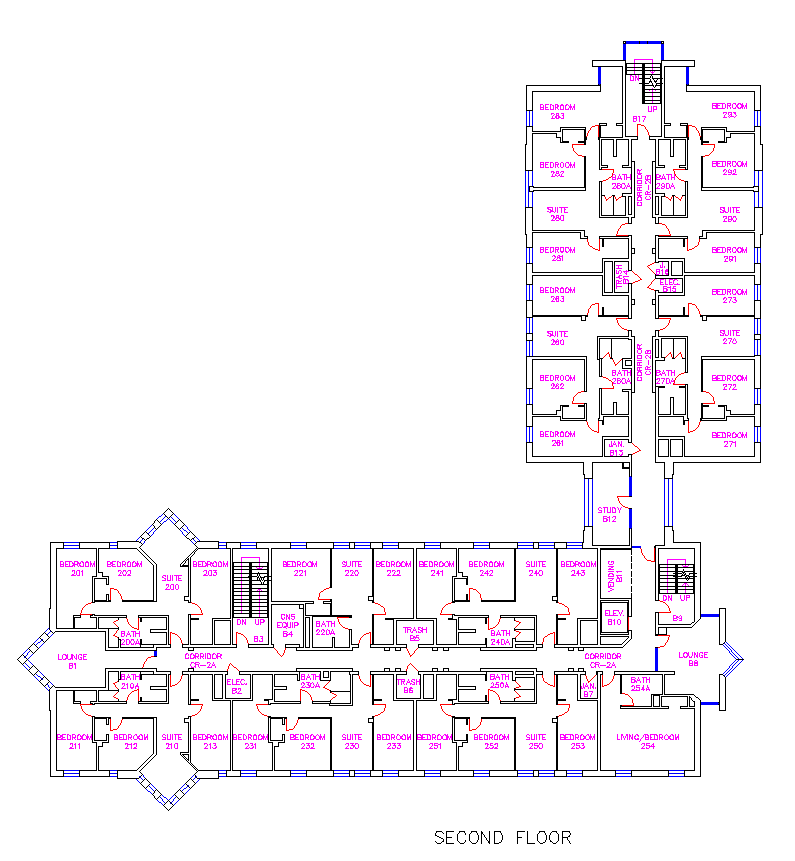 DN
UP
B17
BEDROOM
283
BEDROOM
293
BEDROOM
282
BATH
280A
CORRIDOR
CR-2B
BATH
290A
BEDROOM
292
SUITE
280
SUITE
290
BEDROOM
281
BEDROOM
291
TRASH
B14
B16
ELEC.
B15
BEDROOM
263
BEDROOM
273
SUITE
260
CORRIDOR
CR-2B
SUITE
270
BEDROOM
262
BATH
260A
BATH
270A
BEDROOM
272
BEDROOM
261
JAN.
B13
BEDROOM
271
STUDY
B12
BEDROOM
201
BEDROOM
202
SUITE
200
BEDROOM
203
BEDROOM
221
SUITE
220
BEDROOM
222
BEDROOM
241
BEDROOM
242
SUITE
240
BEDROOM
243
VENDING
B11
DN UP
B9
DN UP
B3
CNS
EQUIP
B4
BATH
200A
BATH
220A
TRASH
B5
BATH
240A
ELEV.
B10
LOUNGE
B1
CORRIDOR
CR-2A
CORRIDOR
CR-2A
LOUNGE
B8
BATH
210A
ELEC.
B2
BATH
230A
TRASH
B6
BATH
250A
JAN.
B7
BATH
254A
BEDROOM
211
BEDROOM
212
SUITE
210
BEDROOM
213
BEDROOM
231
BEDROOM
232
SUITE
230
BEDROOM
233
BEDROOM
251
BEDROOM
252
SUITE
250
BEDROOM
253
LIVING/BEDROOM
254
SECOND FLOOR